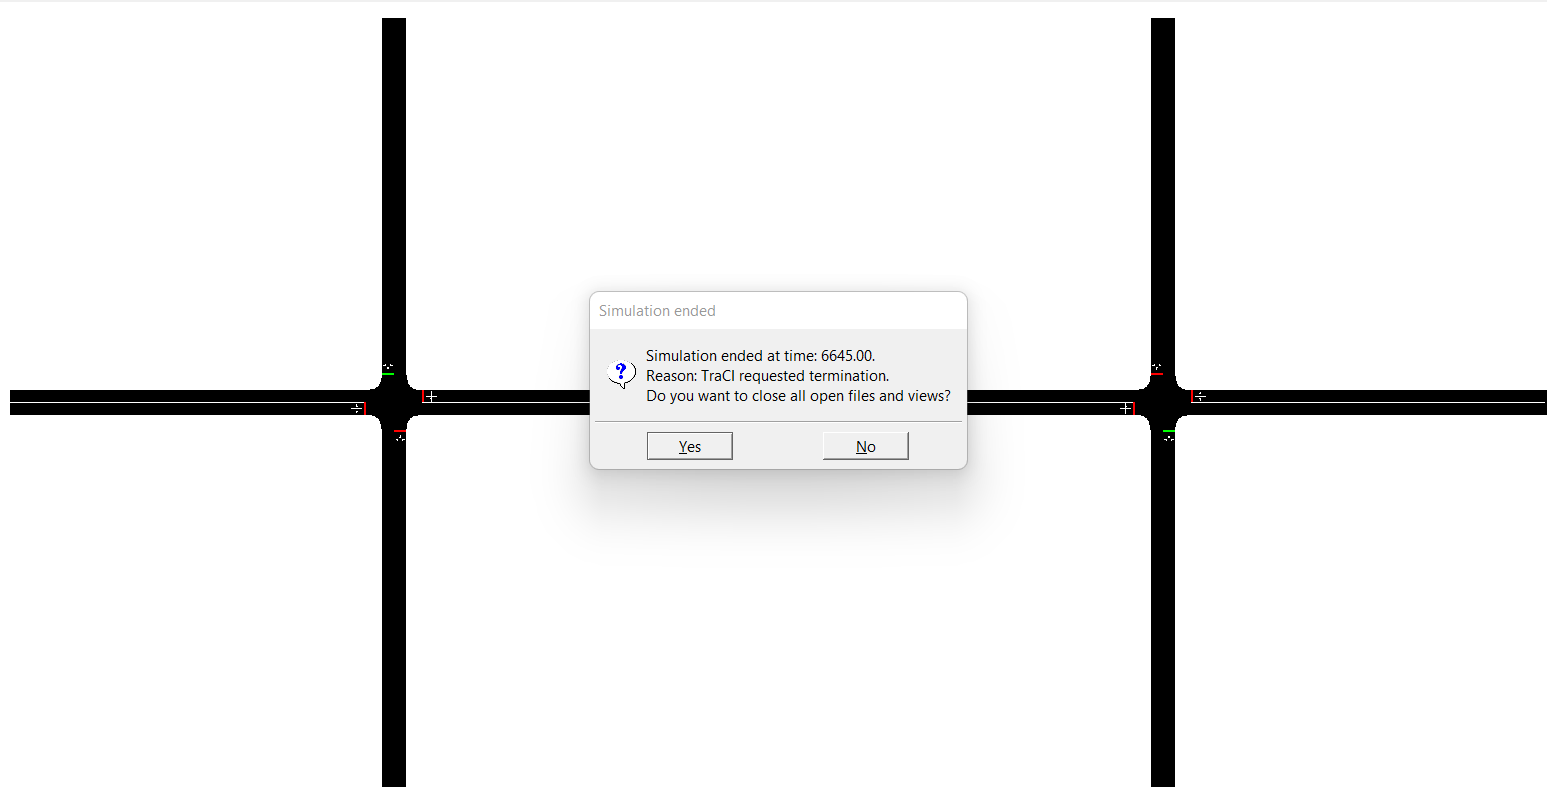 Simulation ended
Simulation ended at time: 6645.00.
Reason: TraCI requested termination.
Do you want to close all open files and views?
Yes
No